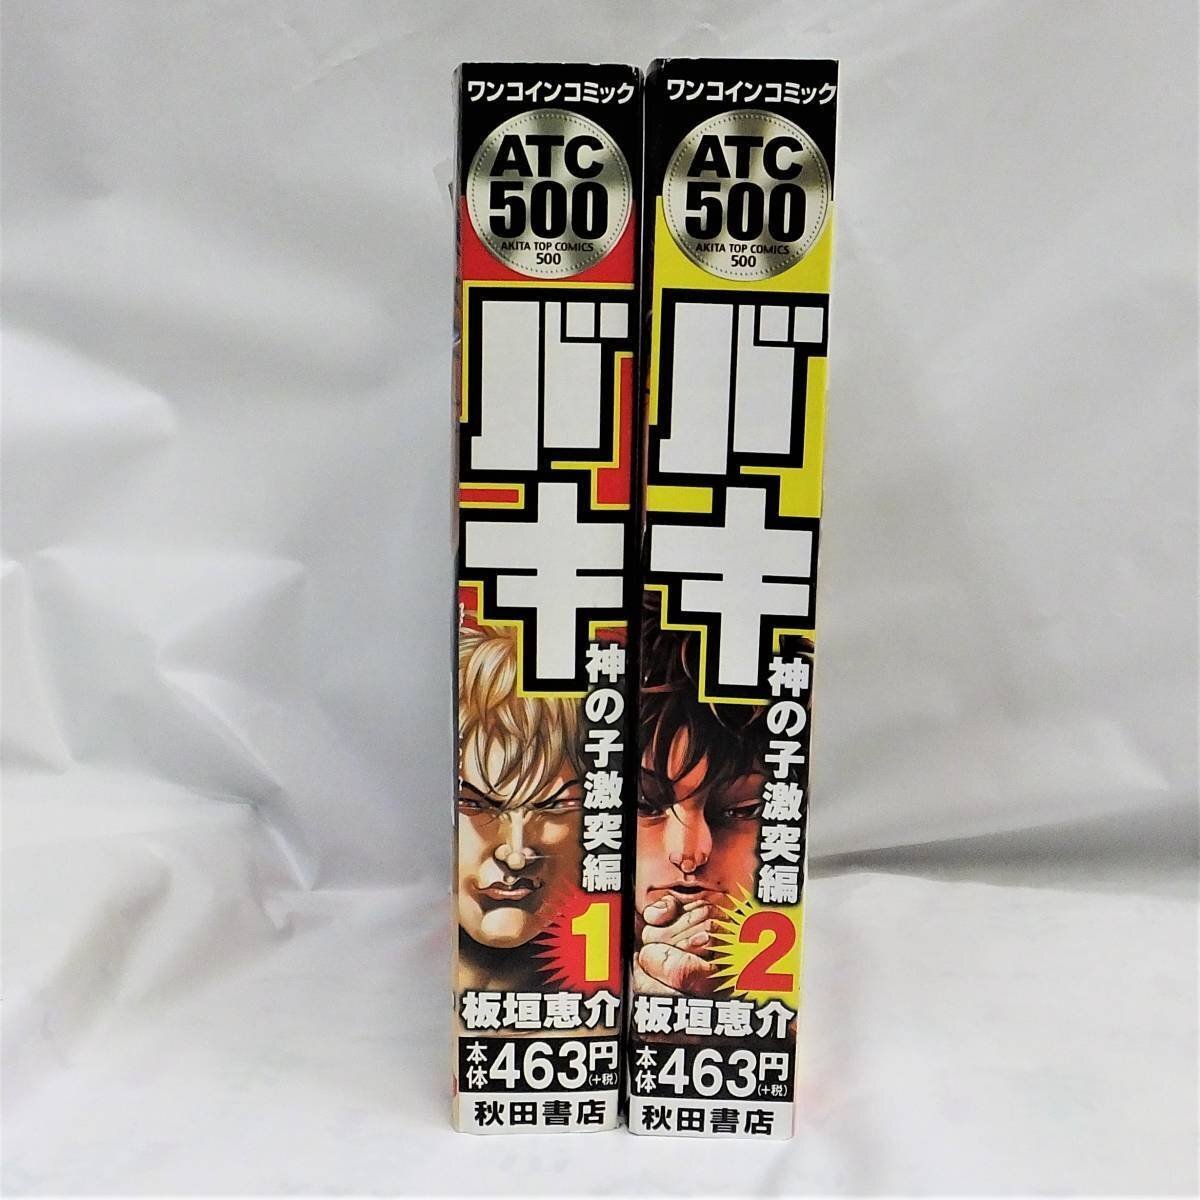 ワンコインコミック
ATC
500
AKITA TOP COMICS
500
バキ
神の子激突編
1
板垣恵介
本体463円(+税)
秋田書店
ワンコインコミック
ATC
500
AKITA TOP COMICS
500
バキ
神の子激突編
2
板垣恵介
本体463円(+税)
秋田書店